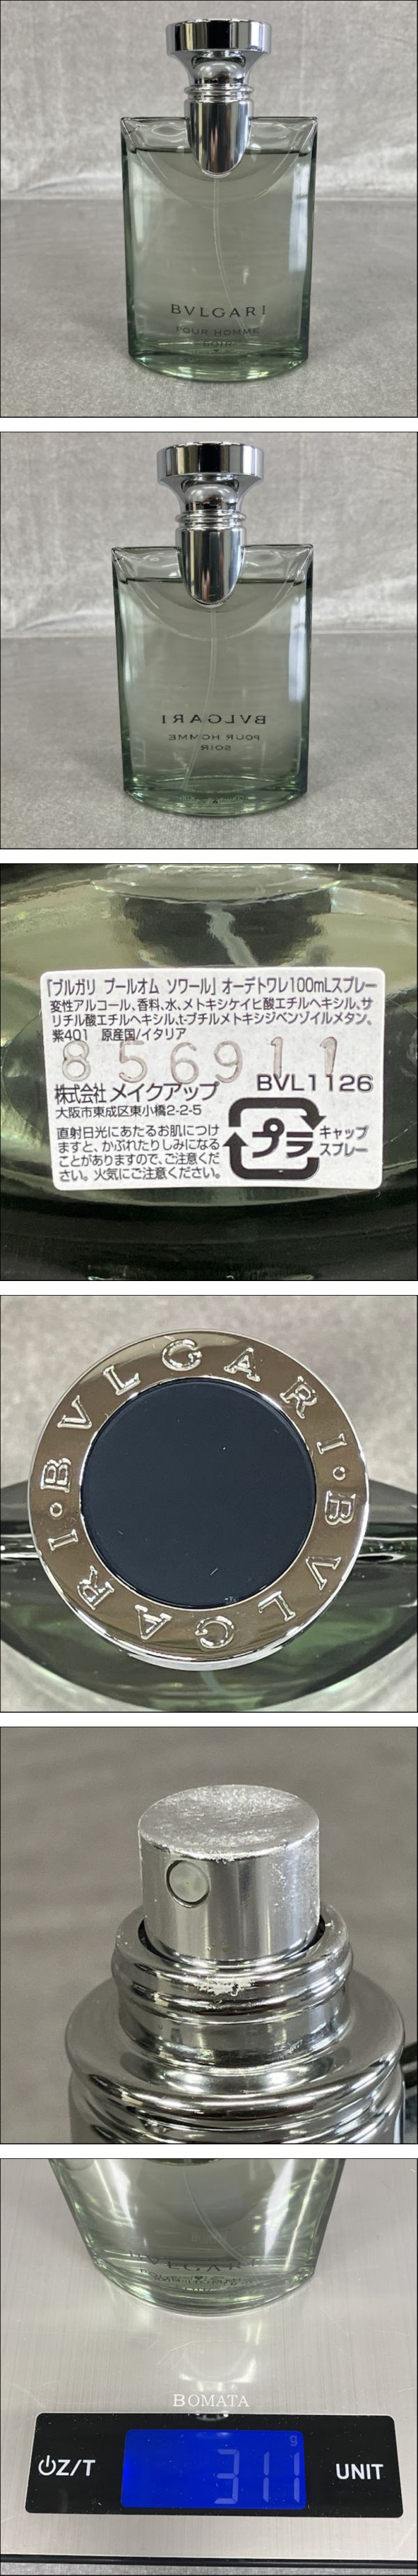 BVLGARI
POUR HOMME
SOIR
BVLGARI
POUR HOMME
SOIR
「ブルガリ プールオム ソワール」オーデトワレ100mLスプレー
変性アルコール、香料、水、メトキシケイヒ酸エチルヘキシル、サ
リチル酸エチルヘキシル、t-ブチルメトキシジベンゾイルメタン、
紫401 原産国/イタリア
856911
株式会社メイクアップ
BVL1126
大阪市東成区東小橋2-2-5
直射日光にあたるお肌につけ
ますと、かぶれたりしみになる
ことがありますので、ご注意くださ
い。火気にご注意ください。
プラ
キャップ
スプレー
BVLGARI・BVLGARI・
BVLGARI
BOMATA
Z/T
g
311
UNIT